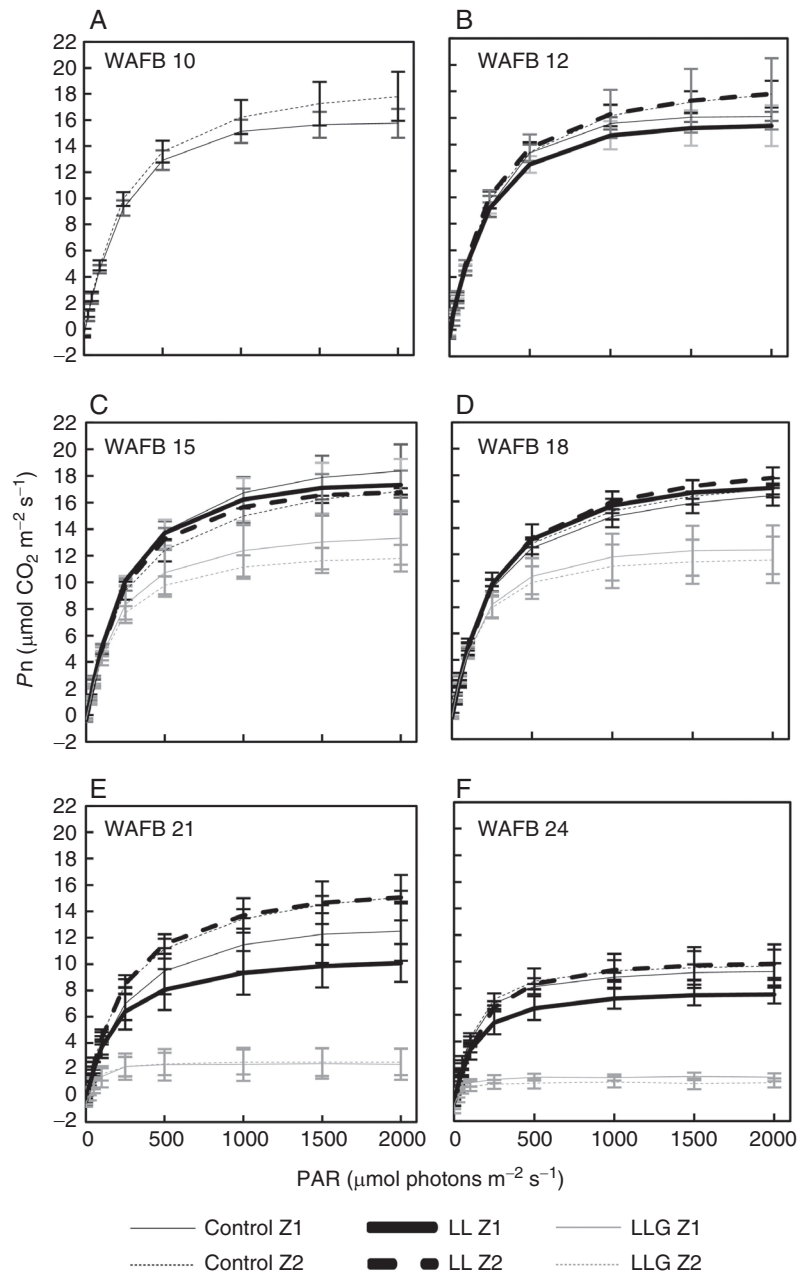 A
B
WAFB 10
WAFB 12
22
20
18
16
14
12
10
8
6
4
2
0
−2
C
D
WAFB 15
WAFB 18
22
20
18
16
14
12
10
8
6
4
2
0
−2
Pn (μmol CO₂ m⁻² s⁻¹)
E
F
WAFB 21
WAFB 24
22
20
18
16
14
12
10
8
6
4
2
0
−2
0 500 1000 1500 2000
0 500 1000 1500 2000
PAR (μmol photons m⁻² s⁻¹)
Control Z1 LL Z1 LLG Z1
Control Z2 LL Z2 LLG Z2